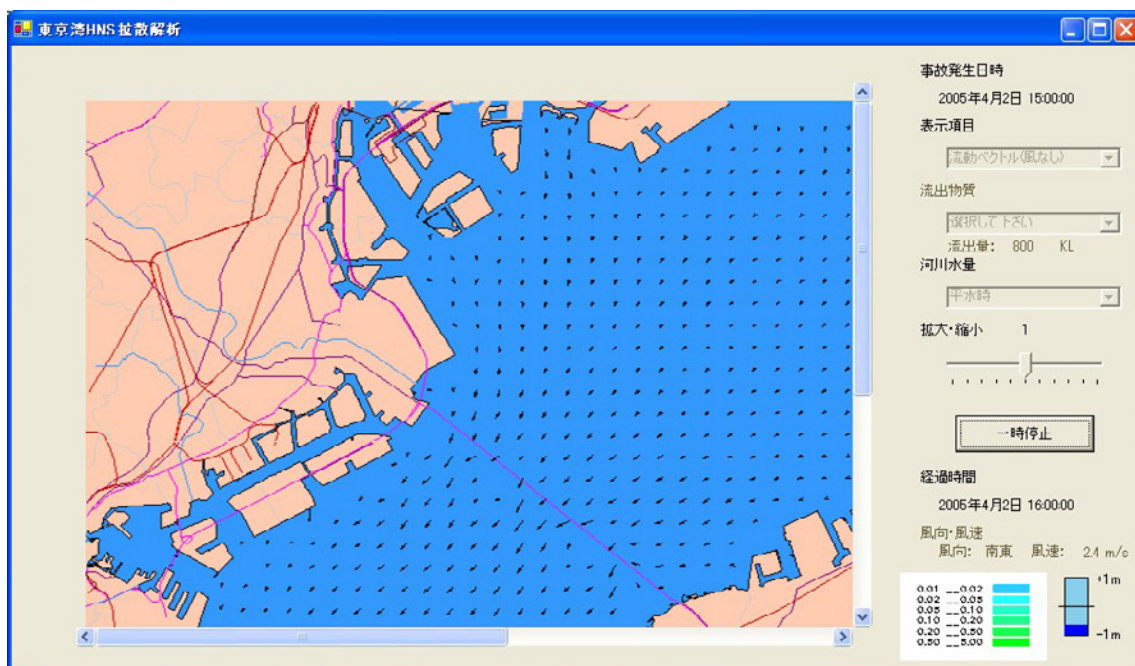 東京湾HNS拡散解析
事故発生日時
2005年4月2日 15:00:00
表示項目
流動ベクトル(風なし)
流出物質
選択して下さい
流出量: 800 KL
河川水量
平水時
拡大・縮小 1
一時停止
経過時間
2005年4月2日 16:00:00
風向・風速
風向: 南東 風速: 2.4 m/c
0.01 __0.02
0.02 __0.05
0.05 __0.10
0.10 __0.20
0.20 __0.50
0.50 __5.00
+1m
-1m